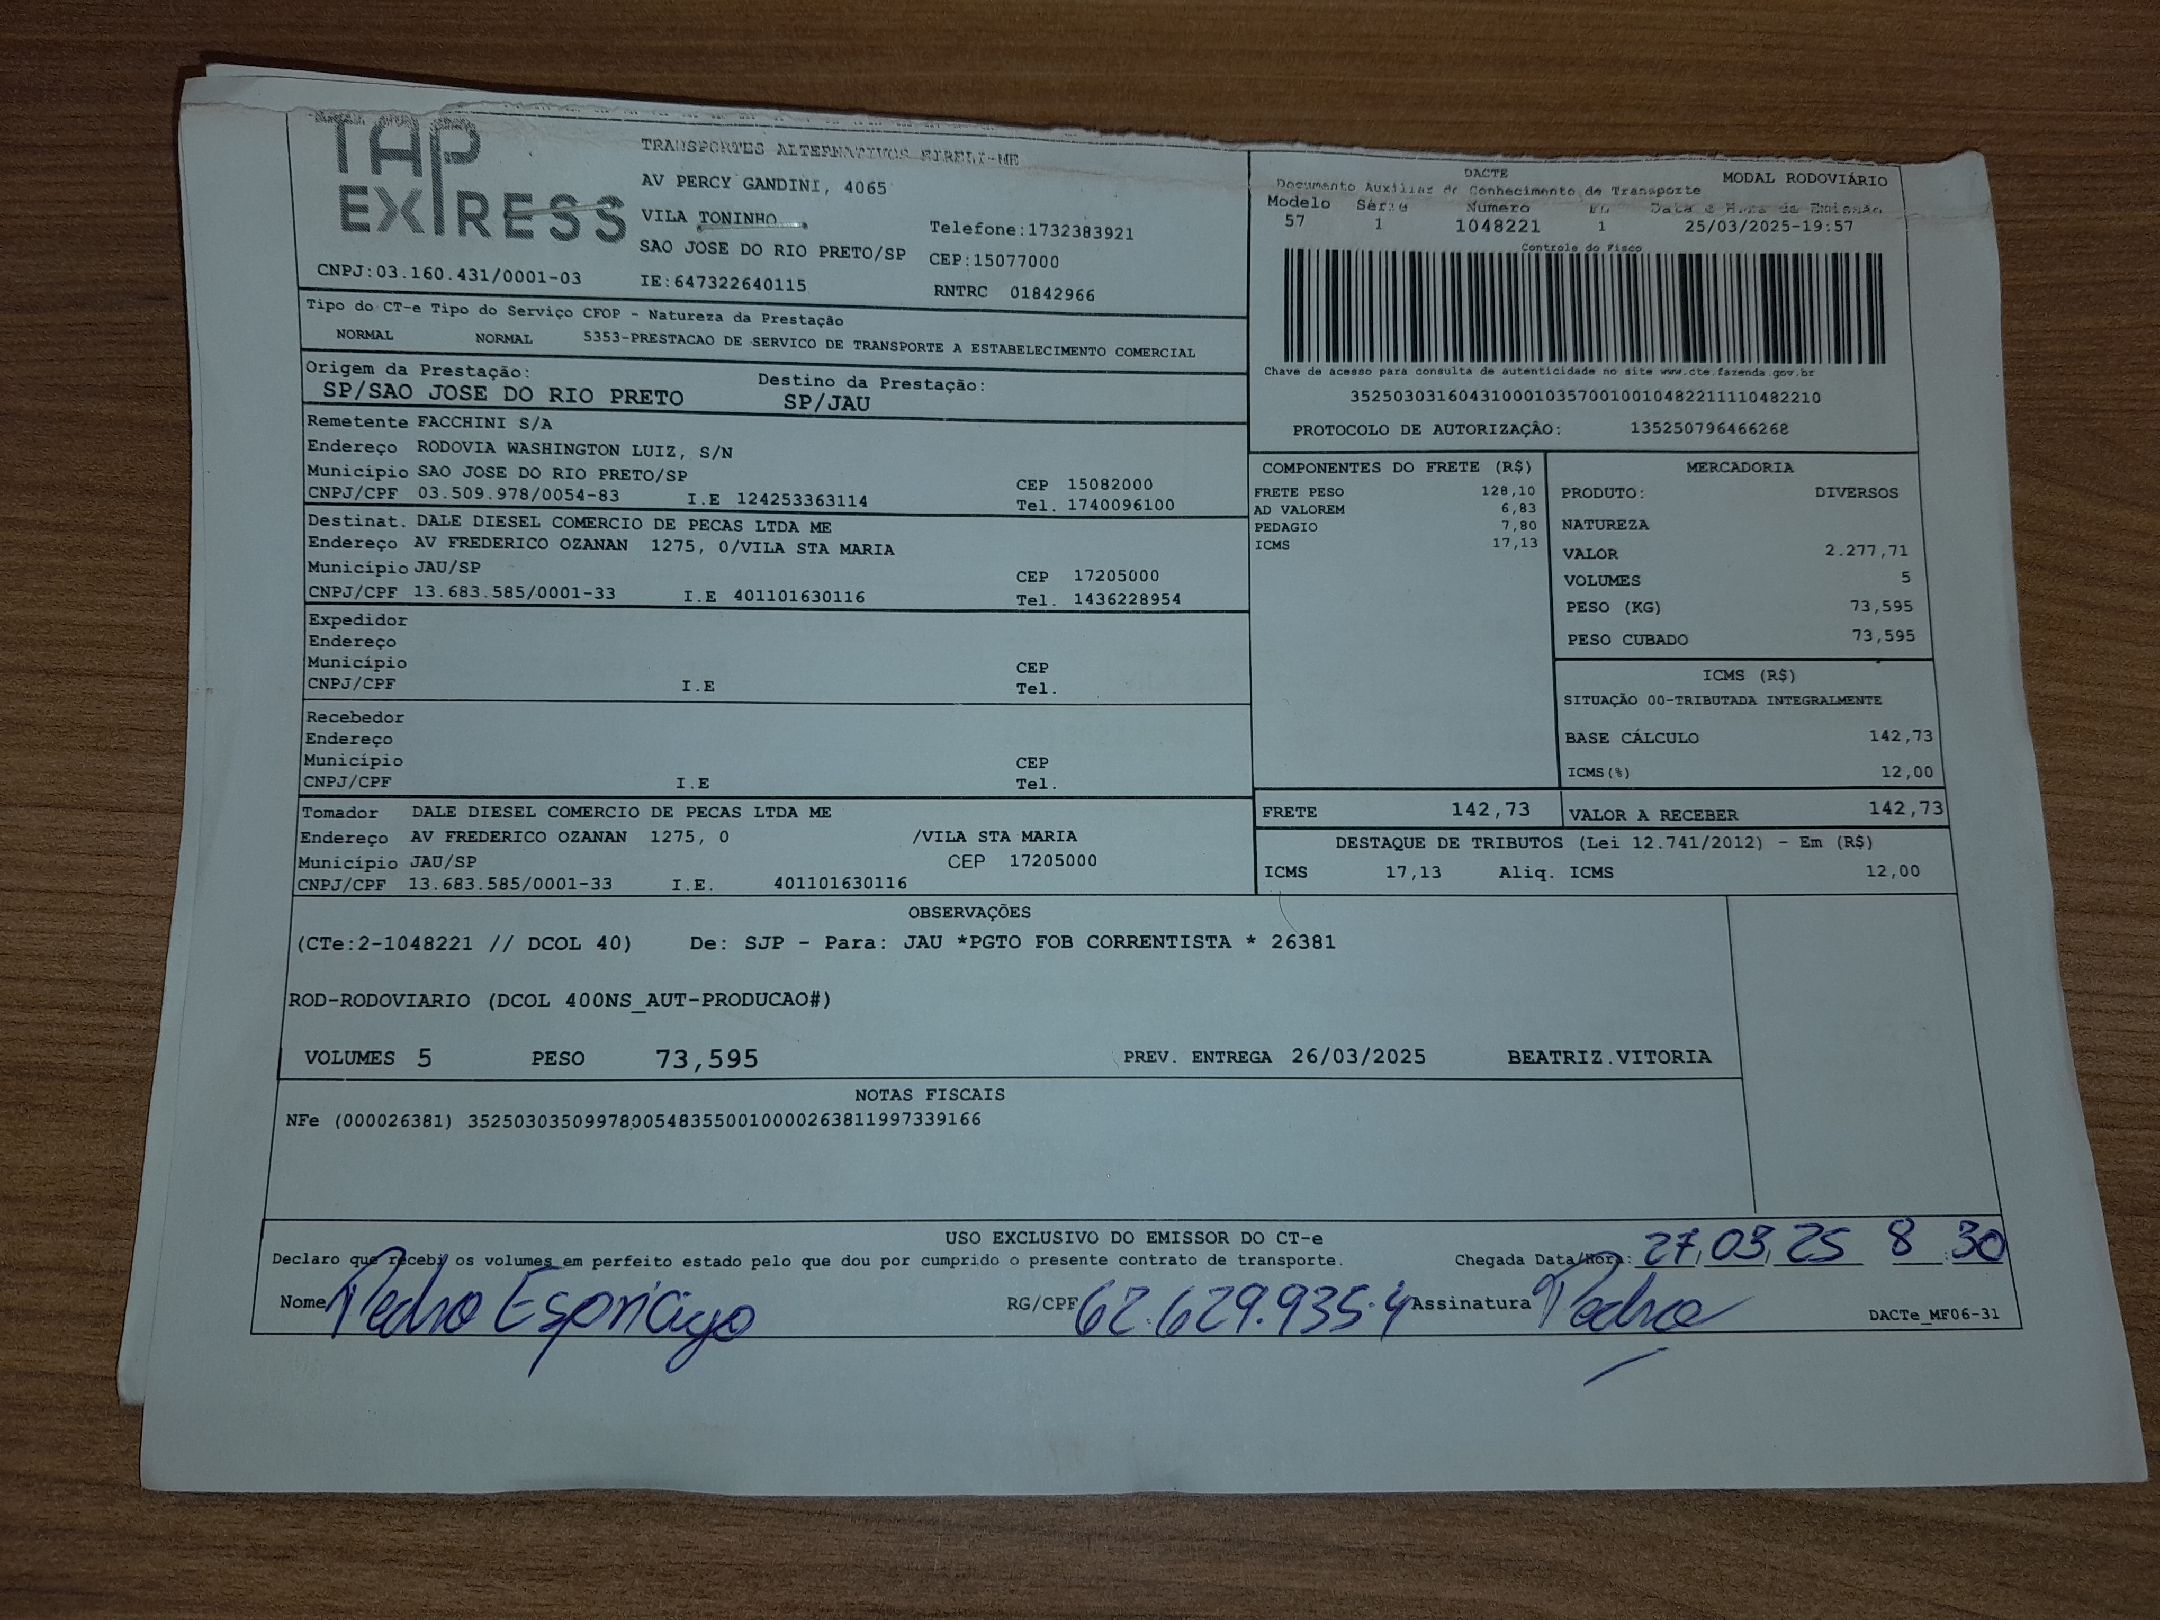 TAP
EXPRESS
TRANSPORTES ALTERNATIVOS EIRELI-ME
AV PERCY GANDINI, 4065
VILA TONINHO
Telefone:1732383921
SAO JOSE DO RIO PRETO/SP CEP:15077000
CNPJ:03.160.431/0001-03 IE:647322640115 RNTRC 01842966
DACTE MODAL RODOVIÁRIO
Documento Auxiliar de Conhecimento de Transporte
Modelo Série Número FL Data e Hora de Emissão
57 1 1048221 1 25/03/2025-19:57
Controle do Fisco
Chave de acesso para consulta de autenticidade no site www.cte.fazenda.gov.br
35250303160431000103570010010482211110482210
PROTOCOLO DE AUTORIZAÇÃO: 135250796466268
Tipo do CT-e Tipo do Serviço CFOP - Natureza da Prestação
NORMAL NORMAL 5353-PRESTACAO DE SERVICO DE TRANSPORTE A ESTABELECIMENTO COMERCIAL
Origem da Prestação: Destino da Prestação:
SP/SAO JOSE DO RIO PRETO SP/JAU
Remetente FACCHINI S/A
Endereço RODOVIA WASHINGTON LUIZ, S/N
Município SAO JOSE DO RIO PRETO/SP CEP 15082000
CNPJ/CPF 03.509.978/0054-83 I.E 124253363114 Tel. 1740096100
Destinat. DALE DIESEL COMERCIO DE PECAS LTDA ME
Endereço AV FREDERICO OZANAN 1275, 0/VILA STA MARIA
Município JAU/SP CEP 17205000
CNPJ/CPF 13.683.585/0001-33 I.E 401101630116 Tel. 1436228954
Expedidor
Endereço
Município CEP
CNPJ/CPF I.E Tel.
Recebedor
Endereço
Município CEP
CNPJ/CPF I.E Tel.
Tomador DALE DIESEL COMERCIO DE PECAS LTDA ME
Endereço AV FREDERICO OZANAN 1275, 0 /VILA STA MARIA
Município JAU/SP CEP 17205000
CNPJ/CPF 13.683.585/0001-33 I.E. 401101630116
COMPONENTES DO FRETE (R$)
FRETE PESO 128,10
AD VALOREM 6,83
PEDAGIO 7,80
ICMS 17,13
MERCADORIA
PRODUTO: DIVERSOS
NATUREZA
VALOR 2.277,71
VOLUMES 5
PESO (KG) 73,595
PESO CUBADO 73,595
ICMS (R$)
SITUAÇÃO 00-TRIBUTADA INTEGRALMENTE
BASE CÁLCULO 142,73
ICMS(%) 12,00
FRETE 142,73 VALOR A RECEBER 142,73
DESTAQUE DE TRIBUTOS (Lei 12.741/2012) - Em (R$)
ICMS 17,13 Aliq. ICMS 12,00
OBSERVAÇÕES
(CTe:2-1048221 // DCOL 40) De: SJP - Para: JAU *PGTO FOB CORRENTISTA * 26381
ROD-RODOVIARIO (DCOL 400NS_AUT-PRODUCAO#)
VOLUMES 5 PESO 73,595 PREV. ENTREGA 26/03/2025 BEATRIZ.VITORIA
NOTAS FISCAIS
NFe (000026381) 35250303509978005483550010000263811997339166
USO EXCLUSIVO DO EMISSOR DO CT-e
Declaro que recebi os volumes em perfeito estado pelo que dou por cumprido o presente contrato de transporte. Chegada Data/Hora: 27,03,25 8:30
Nome Pedro Espricigo RG/CPF 62.629.935-4 Assinatura Pedro DACTe_MF06-31